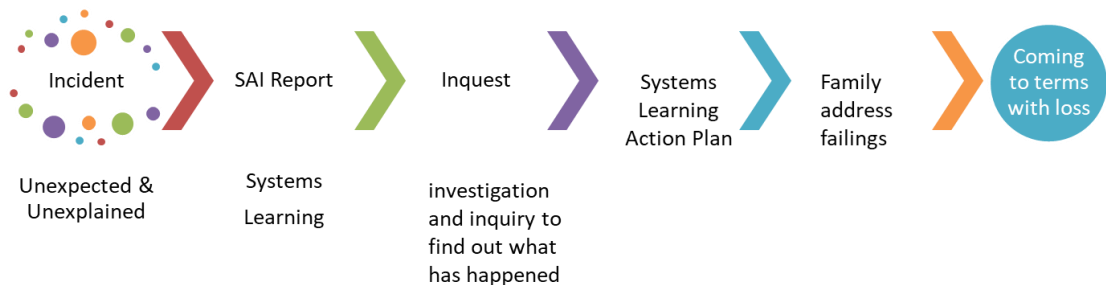 Incident
Unexpected &
Unexplained
SAI Report
Systems
Learning
Inquest
investigation
and inquiry to
find out what
has happened
Systems
Learning
Action Plan
Family
address
failings
Coming
to terms
with loss